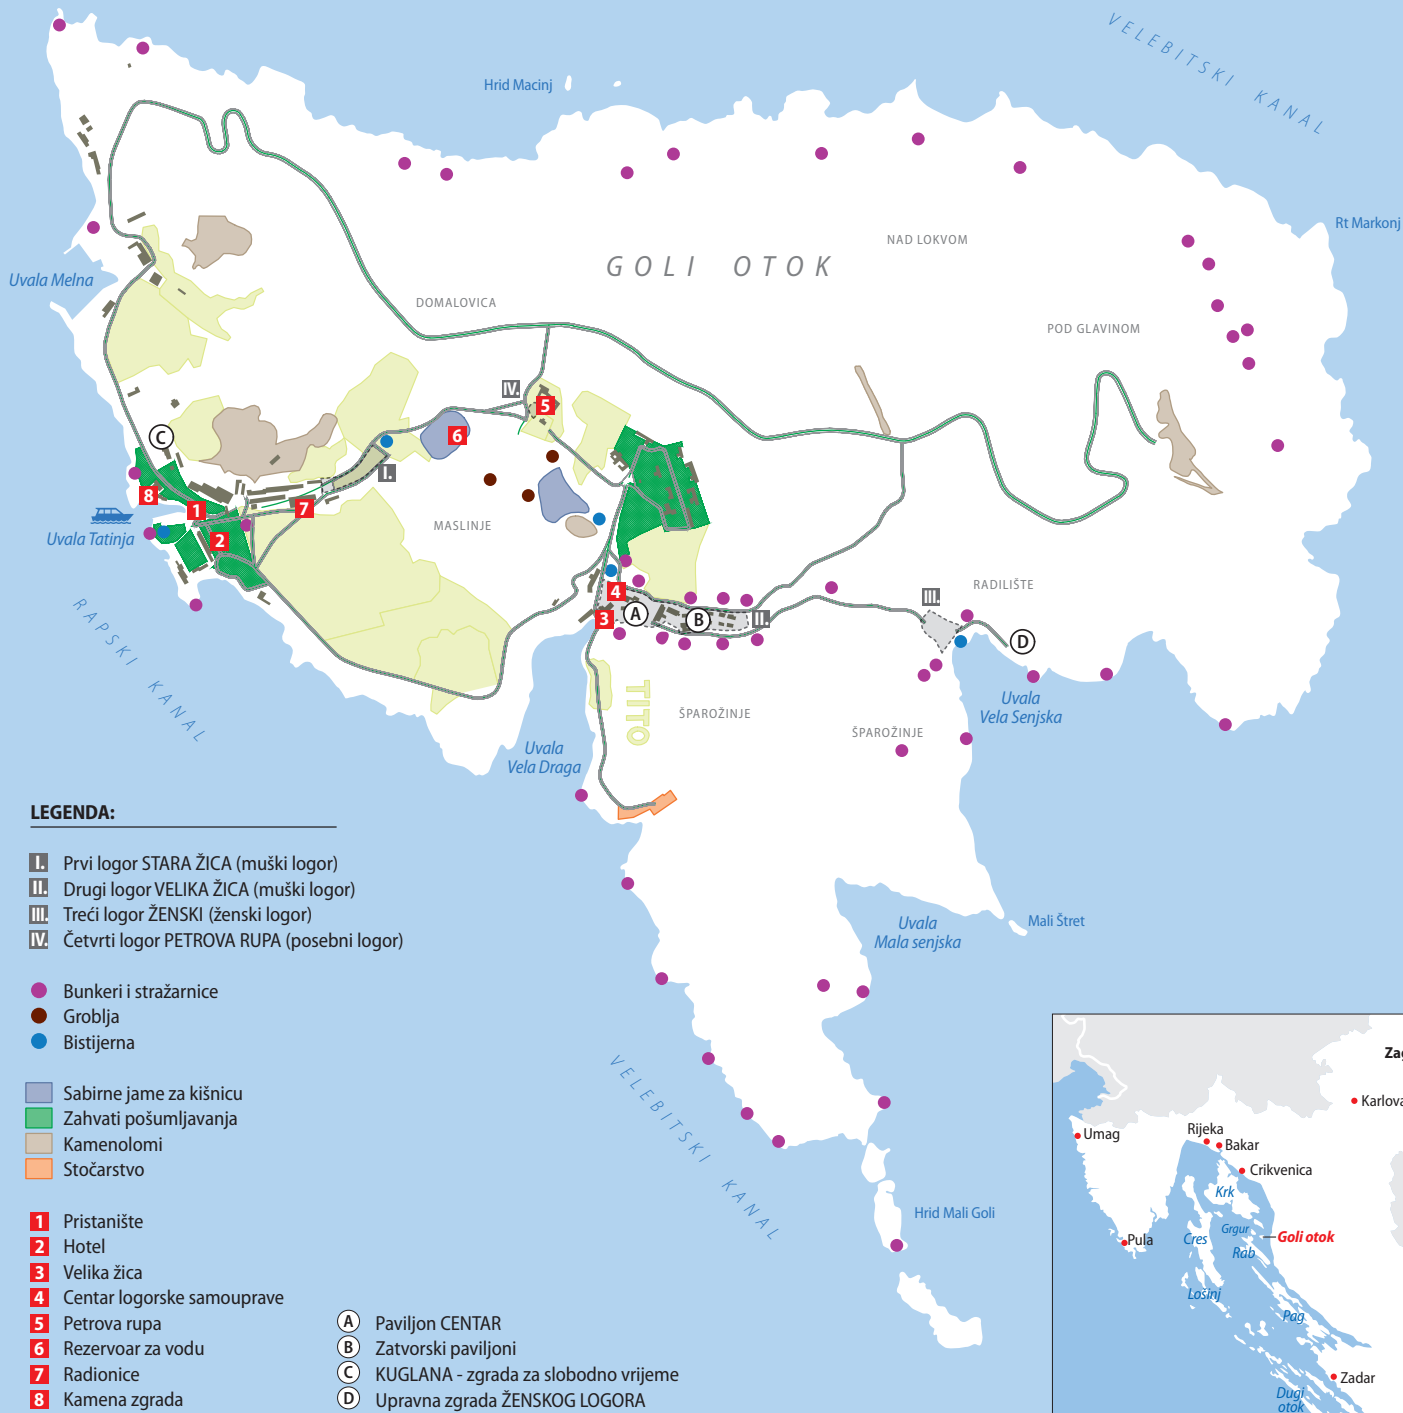 VELEBITSKI KANAL
Hrid Macinj
Rt Markonj
NAD LOKVOM
GOLI OTOK
Uvala Melna
DOMALOVICA
POD GLAVINOM
IV.
5
C
6
I.
8
1
7
2
Uvala Tatinja
MASLINJE
RADILIŠTE
4
III.
3
A
B
II.
D
RAPSKI KANAL
TITO
ŠPAROŽINJE
ŠPAROŽINJE
Uvala
Vela Senjska
Uvala
Vela Draga
Uvala
Mala senjska
Mali Štret
VELEBITSKI KANAL
Hrid Mali Goli
LEGENDA:
I. Prvi logor STARA ŽICA (muški logor)
II. Drugi logor VELIKA ŽICA (muški logor)
III. Treći logor ŽENSKI (ženski logor)
IV. Četvrti logor PETROVA RUPA (posebni logor)
Bunkeri i stražarnice
Groblja
Bistijerna
Sabirne jame za kišnicu
Zahvati pošumljavanja
Kamenolomi
Stočarstvo
1 Pristanište
2 Hotel
3 Velika žica
4 Centar logorske samouprave
5 Petrova rupa
6 Rezervoar za vodu
7 Radionice
8 Kamena zgrada
A Paviljon CENTAR
B Zatvorski paviljoni
C KUGLANA - zgrada za slobodno vrijeme
D Upravna zgrada ŽENSKOG LOGORA
Zag
Karlova
Umag
Rijeka
Bakar
Crikvenica
Krk
Pula
Cres
Grgur
Goli otok
Rab
Lošinj
Pag
Zadar
Dugi
otok